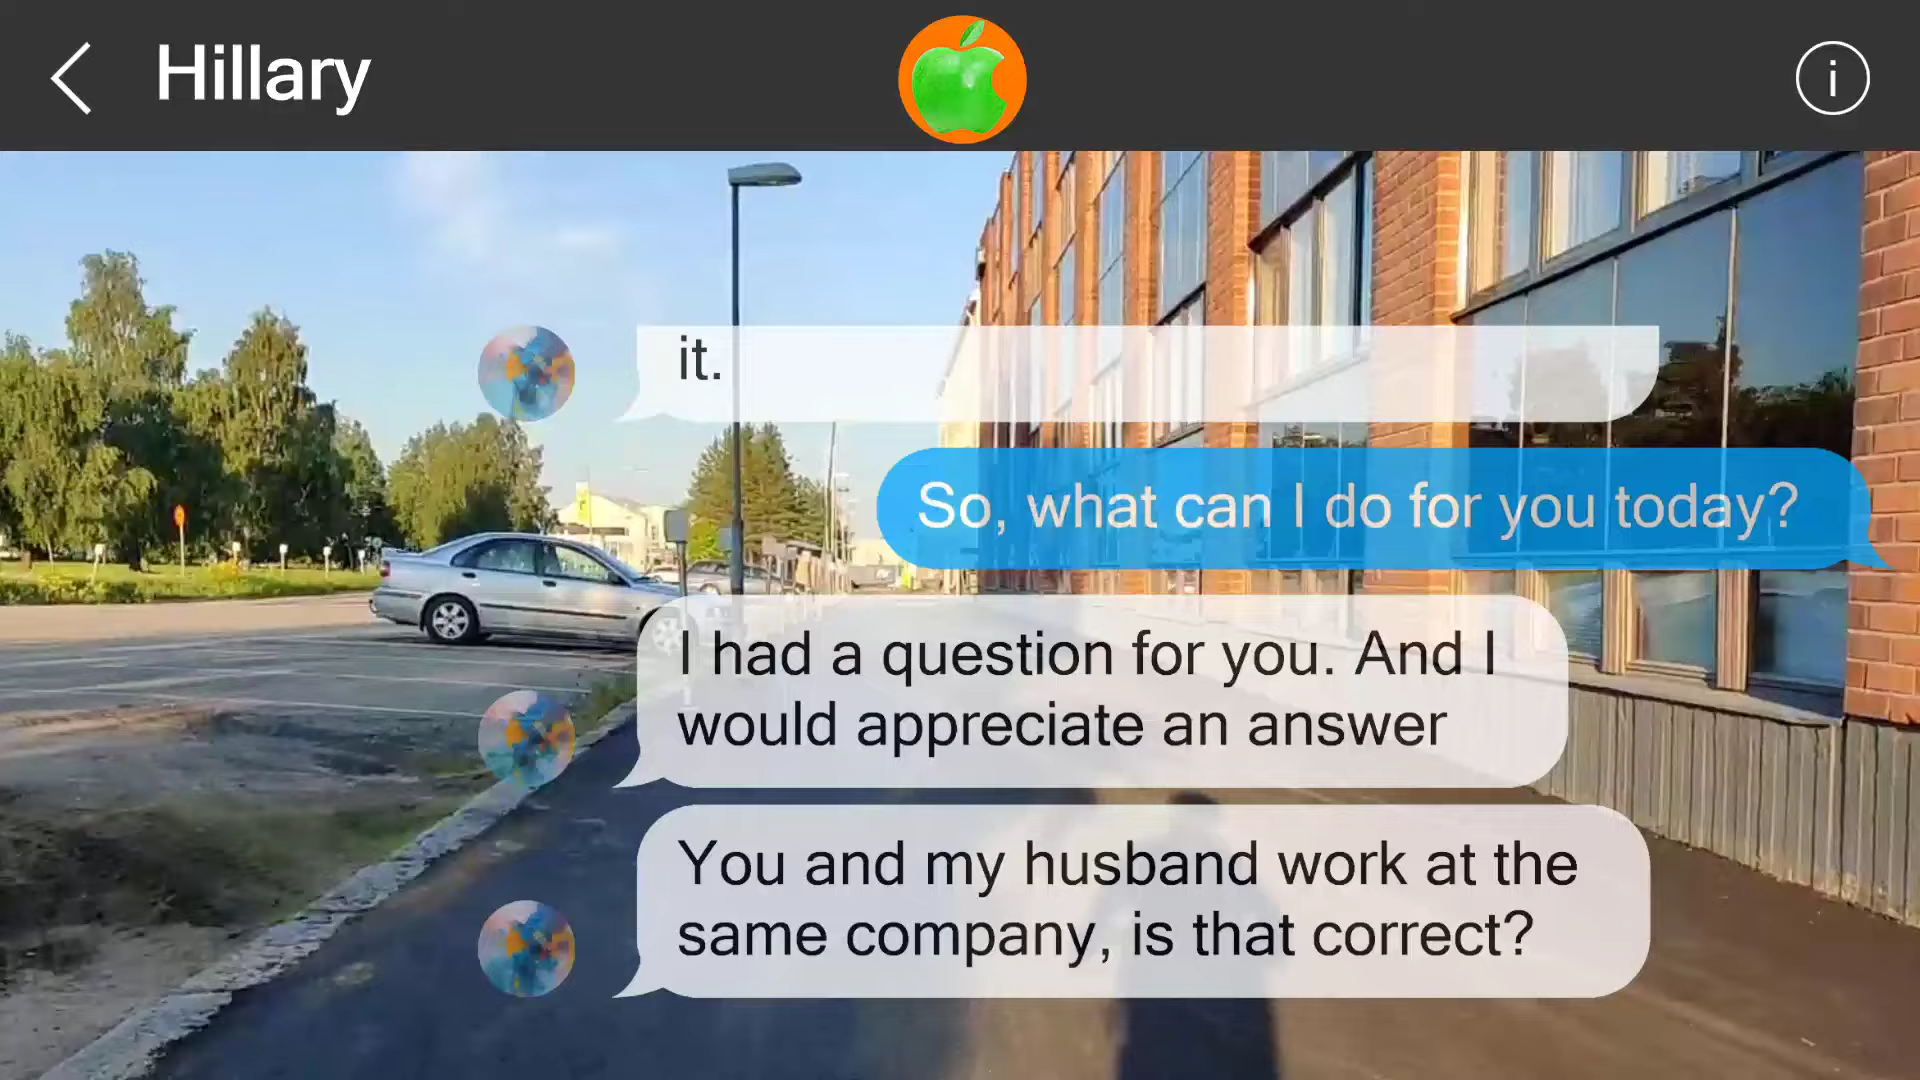 Hillary
it.
So, what can I do for you today?
I had a question for you. And I
would appreciate an answer
You and my husband work at the
same company, is that correct?